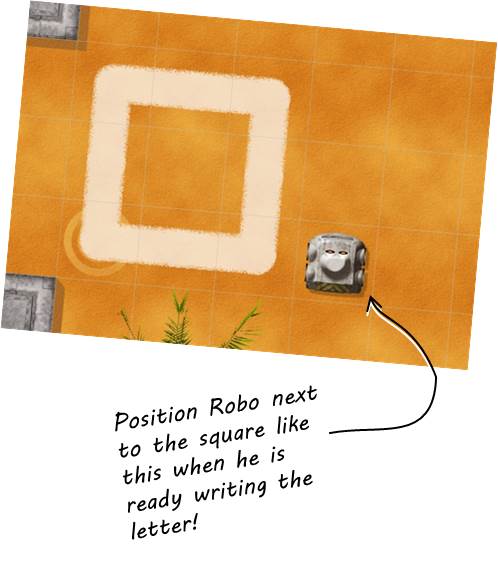 Position Robo next
to the square like
this when he is
ready writing the
letter!